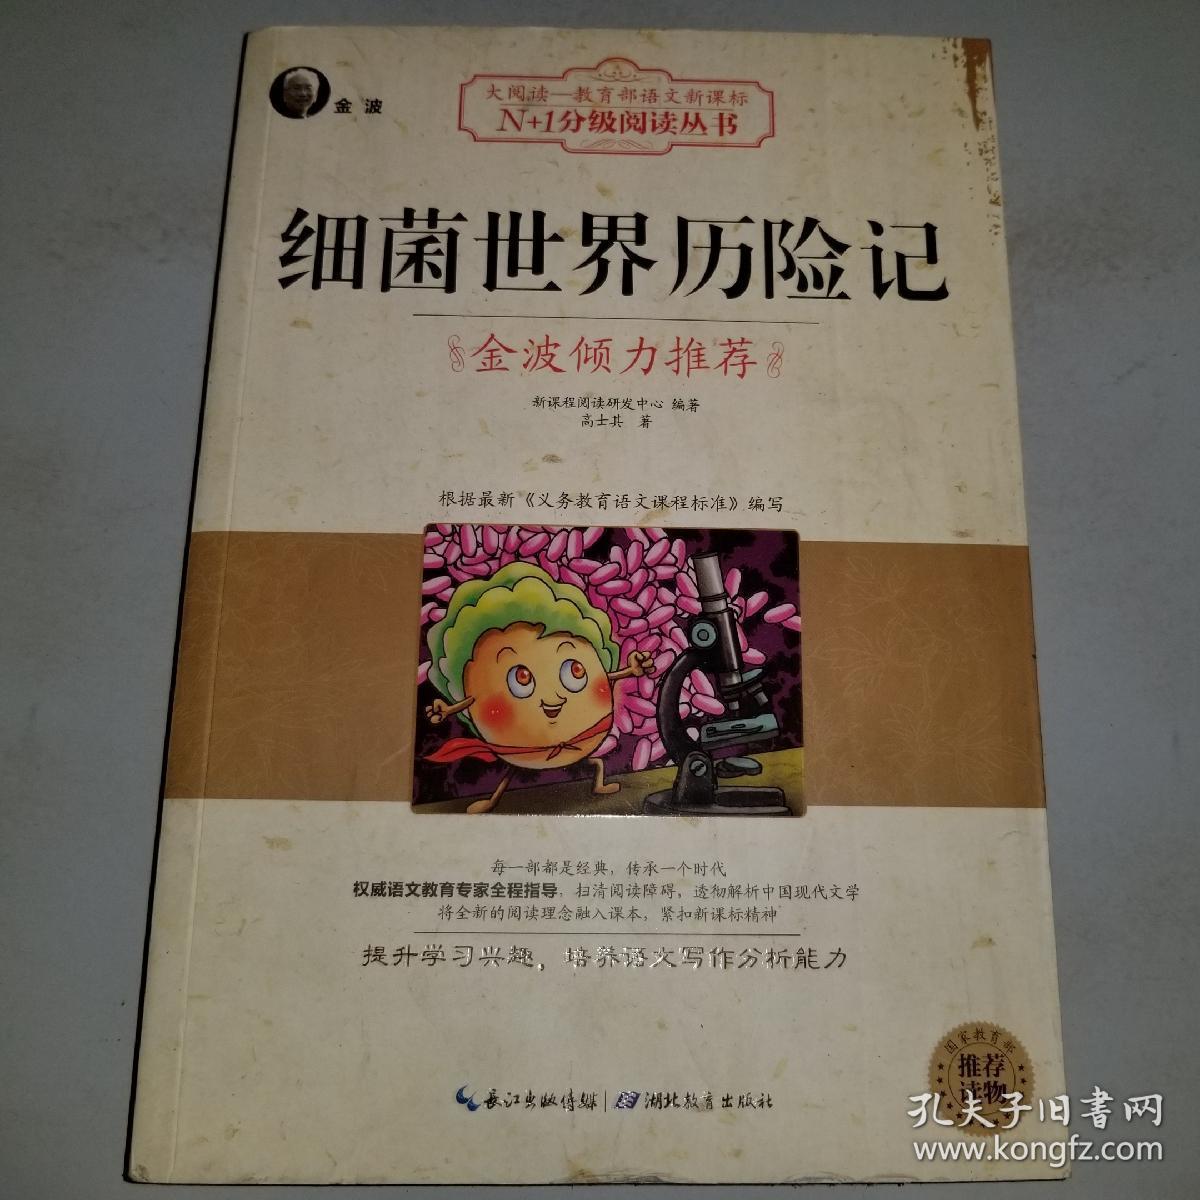 金波
大阅读—教育部语文新课标
N+1分级阅读丛书
细菌世界历险记
金波倾力推荐
新课程阅读研发中心 编著
高士其 著
根据最新《义务教育语文课程标准》编写
每一部都是经典，传承一个时代
权威语文教育专家全程指导，扫清阅读障碍，透彻解析中国现代文学
将全新的阅读理念融入课本，紧扣新课标精神
提升学习兴趣，培养语文写作分析能力
国家教育部
推荐
读物
長江出版传媒 湖北教育出版社
孔夫子旧书网
www.kongfz.com